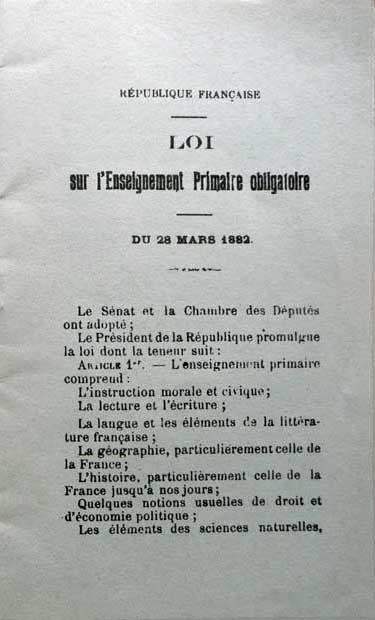 RÉPUBLIQUE FRANÇAISE
LOI
sur l'Enseignement Primaire obligatoire
DU 28 MARS 1882.
Le Sénat et la Chambre des Députés
ont adopté ;
Le Président de la République promulgue
la loi dont la teneur suit :
ARTICLE 1er. — L'enseignement primaire
comprend :
L'instruction morale et civique ;
La lecture et l'écriture ;
La langue et les éléments de la littéra-
ture française ;
La géographie, particulièrement celle de
la France ;
L'histoire, particulièrement celle de la
France jusqu'à nos jours ;
Quelques notions usuelles de droit et
d'économie politique ;
Les éléments des sciences naturelles,